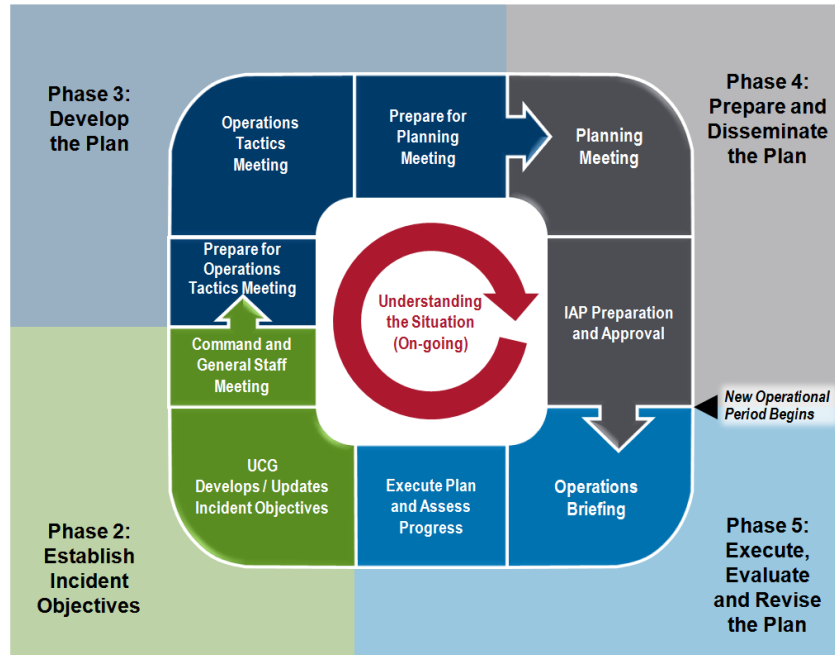 Phase 3:
Develop
the Plan
Operations
Tactics
Meeting
Prepare for
Planning
Meeting
Planning
Meeting
Phase 4:
Prepare and
Disseminate
the Plan
Prepare for
Operations
Tactics Meeting
Understanding
the Situation
(On-going)
IAP Preparation
and Approval
Command and
General Staff
Meeting
New Operational
Period Begins
UCG
Develops / Updates
Incident Objectives
Execute Plan
and Assess
Progress
Operations
Briefing
Phase 2:
Establish
Incident
Objectives
Phase 5:
Execute,
Evaluate
and Revise
the Plan